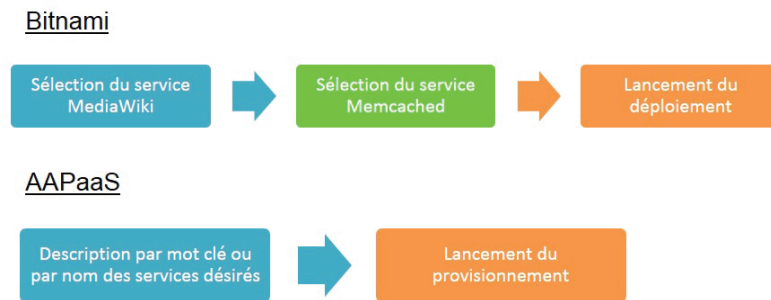 Bitnami
Sélection du service Sélection du service Lancement du
MediaWiki Memcached déploiement
AAPaaS
Description par mot clé ou Lancement du
par nom des services désirés provisionnement